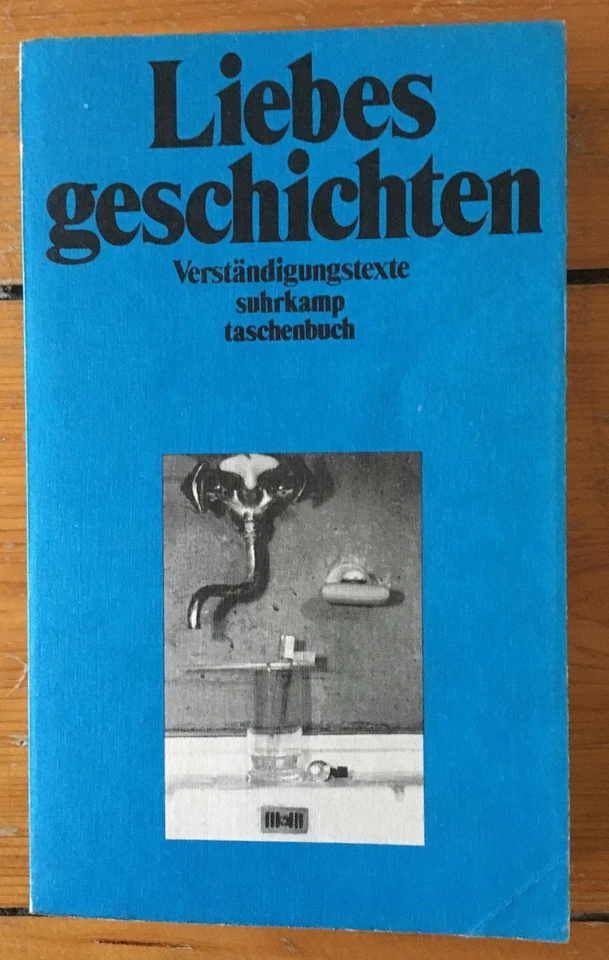 Liebes
geschichten
Verständigungstexte
suhrkamp
taschenbuch